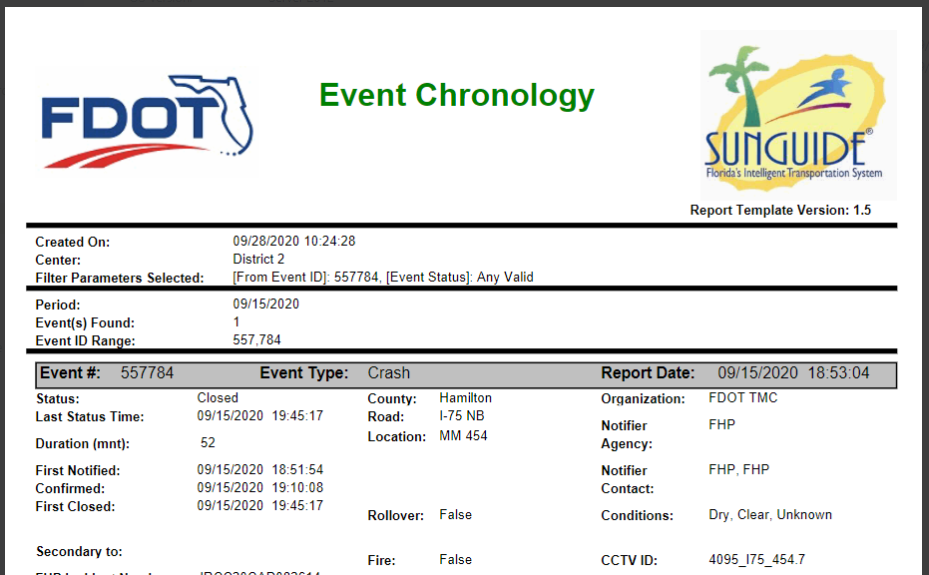 FDOT
Event Chronology
SUNGUIDE®
Florida's Intelligent Transportation System
Report Template Version: 1.5
Created On: 09/28/2020 10:24:28
Center: District 2
Filter Parameters Selected: [From Event ID]: 557784, [Event Status]: Any Valid
Period: 09/15/2020
Event(s) Found: 1
Event ID Range: 557,784
Event #: 557784 Event Type: Crash Report Date: 09/15/2020 18:53:04
Status: Closed County: Hamilton Organization: FDOT TMC
Last Status Time: 09/15/2020 19:45:17 Road: I-75 NB Notifier Agency: FHP
Duration (mnt): 52 Location: MM 454
First Notified: 09/15/2020 18:51:54 Notifier Contact: FHP, FHP
Confirmed: 09/15/2020 19:10:08
First Closed: 09/15/2020 19:45:17
Rollover: False Conditions: Dry, Clear, Unknown
Secondary to:
Fire: False CCTV ID: 4095_I75_454.7